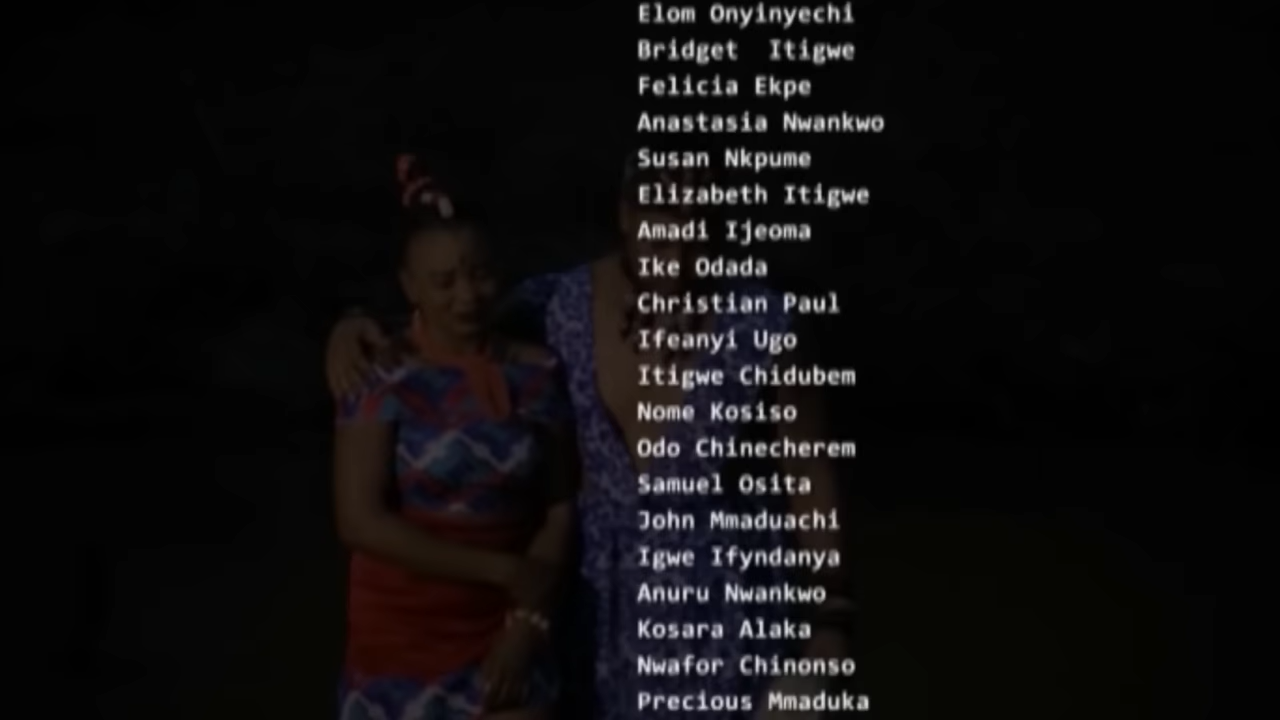 Elom Onyinyechi
Bridget  Itigwe
Felicia Ekpe
Anastasia Nwankwo
Susan Nkpume
Elizabeth Itigwe
Amadi Ijeoma
Ike Odada
Christian Paul
Ifeanyi Ugo
Itigwe Chidubem
Nome Kosiso
Odo Chinecherem
Samuel Osita
John Mmaduachi
Igwe Ifyndanya
Anuru Nwankwo
Kosara Alaka
Nwafor Chinonso
Precious Mmaduka